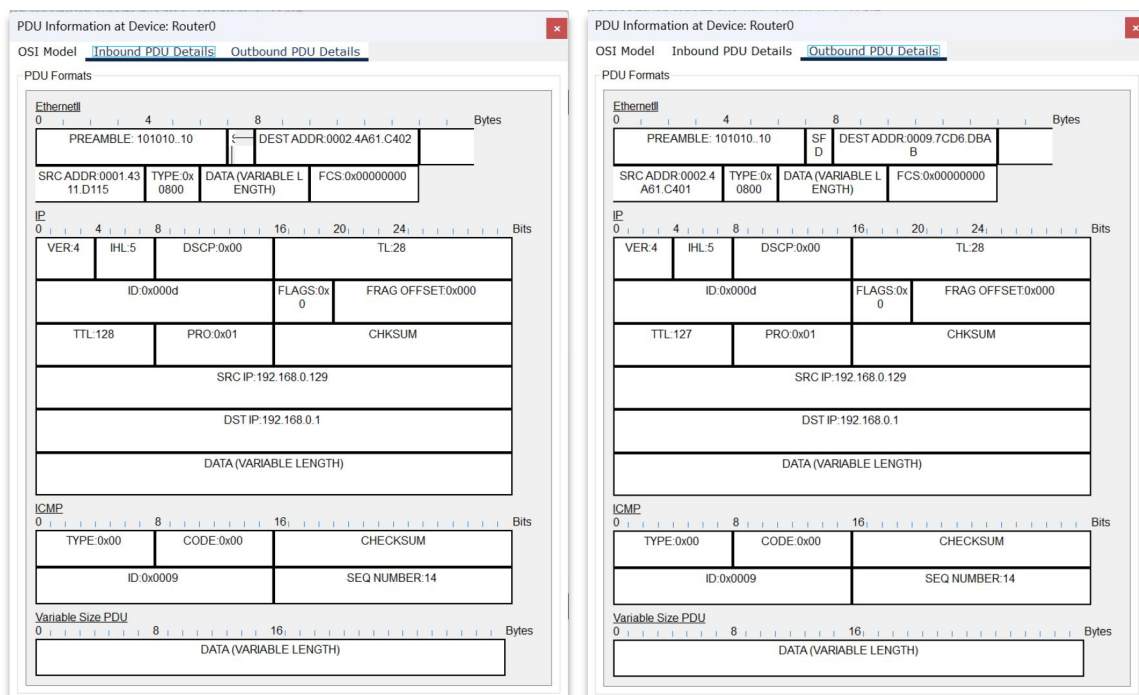 PDU Information at Device: Router0
OSI Model Inbound PDU Details Outbound PDU Details
PDU Formats
EthernetII
0 4 8 Bytes
PREAMBLE: 101010..10 DEST ADDR:0002.4A61.C402
SRC ADDR:0001.43
11.D115
TYPE:0x
0800
DATA (VARIABLE L
ENGTH)
FCS:0x00000000
IP
0 4 8 16 20 24 Bits
VER:4 IHL:5 DSCP:0x00 TL:28
ID:0x000d FLAGS:0x
0
FRAG OFFSET:0x000
TTL:128 PRO:0x01 CHKSUM
SRC IP:192.168.0.129
DST IP:192.168.0.1
DATA (VARIABLE LENGTH)
ICMP
0 8 16 Bits
TYPE:0x00 CODE:0x00 CHECKSUM
ID:0x0009 SEQ NUMBER:14
Variable Size PDU
0 8 16 Bytes
DATA (VARIABLE LENGTH)
PDU Information at Device: Router0
OSI Model Inbound PDU Details Outbound PDU Details
PDU Formats
EthernetII
0 4 8 Bytes
PREAMBLE: 101010..10 SF
D
DEST ADDR:0009.7CD6.DBA
B
SRC ADDR:0002.4
A61.C401
TYPE:0x
0800
DATA (VARIABLE L
ENGTH)
FCS:0x00000000
IP
0 4 8 16 20 24 Bits
VER:4 IHL:5 DSCP:0x00 TL:28
ID:0x000d FLAGS:0x
0
FRAG OFFSET:0x000
TTL:127 PRO:0x01 CHKSUM
SRC IP:192.168.0.129
DST IP:192.168.0.1
DATA (VARIABLE LENGTH)
ICMP
0 8 16 Bits
TYPE:0x00 CODE:0x00 CHECKSUM
ID:0x0009 SEQ NUMBER:14
Variable Size PDU
0 8 16 Bytes
DATA (VARIABLE LENGTH)